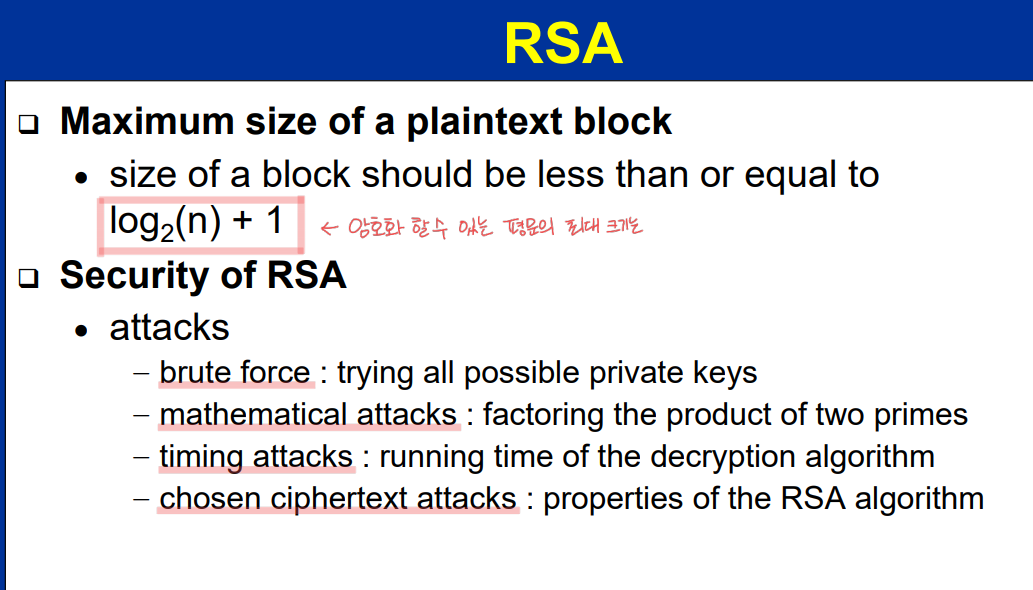 RSA
Maximum size of a plaintext block
• size of a block should be less than or equal to
log₂(n) + 1 ← 암호화 할 수 있는 평문의 최대 크기는
Security of RSA
• attacks
– brute force : trying all possible private keys
– mathematical attacks : factoring the product of two primes
– timing attacks : running time of the decryption algorithm
– chosen ciphertext attacks : properties of the RSA algorithm